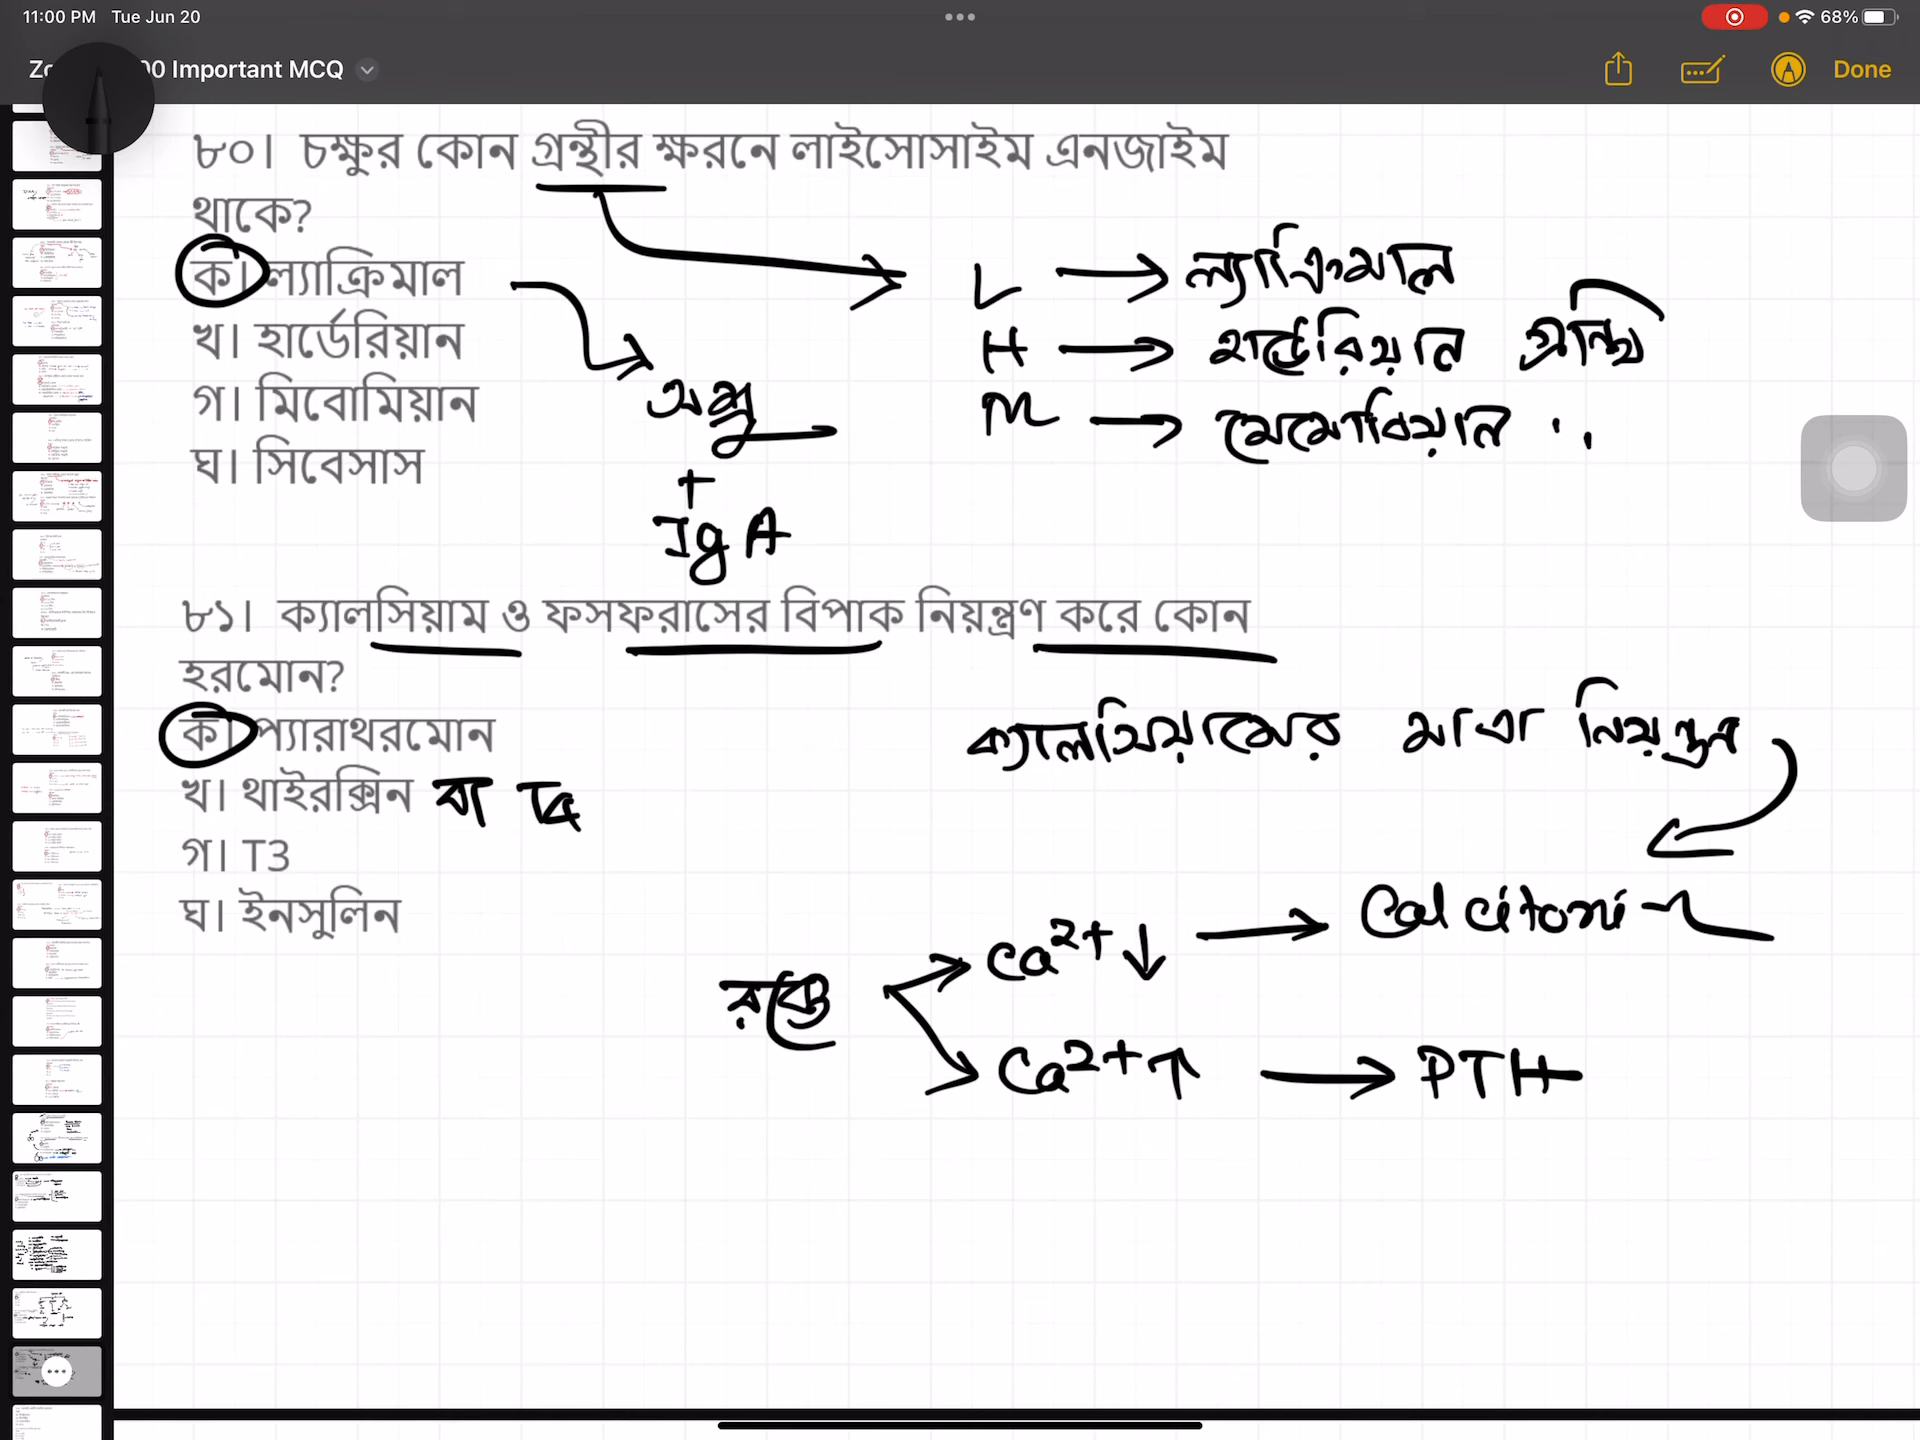 11:00 PM Tue Jun 20
68%
00 Important MCQ
Done
৮০। চক্ষুর কোন গ্রন্থীর ক্ষরনে লাইসোসাইম এনজাইম
থাকে?
ক। ল্যাক্রিমাল
খ। হার্ডেরিয়ান
গ। মিবোমিয়ান
ঘ। সিবেসাস
L → ল্যাক্রিমাল
H → হার্ডেরিয়ান গ্রন্থি
M → মেমোবিয়ান "
অশ্রু
+
IgA
৮১। ক্যালসিয়াম ও ফসফরাসের বিপাক নিয়ন্ত্রণ করে কোন
হরমোন?
ক। প্যারাথরমোন
খ। থাইরক্সিন বা T4
গ। T3
ঘ। ইনসুলিন
ক্যালসিয়ামের মাত্রা নিয়ন্ত্রণ
রক্তে
Ca2+↓ → Calcitonin
Ca2+↑ → PTH